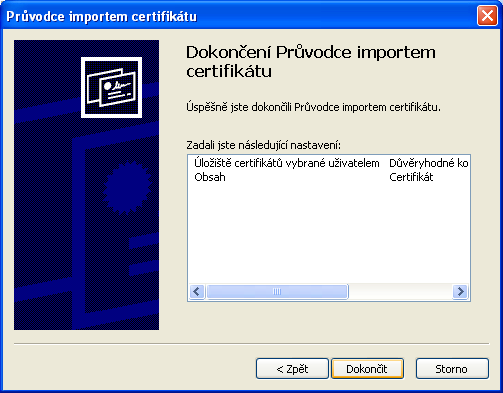 Průvodce importem certifikátu
Dokončení Průvodce importem
certifikátu
Úspěšně jste dokončili Průvodce importem certifikátu.
Zadali jste následující nastavení:
Úložiště certifikátů vybrané uživatelem Důvěryhodné ko
Obsah Certifikát
< Zpět Dokončit Storno